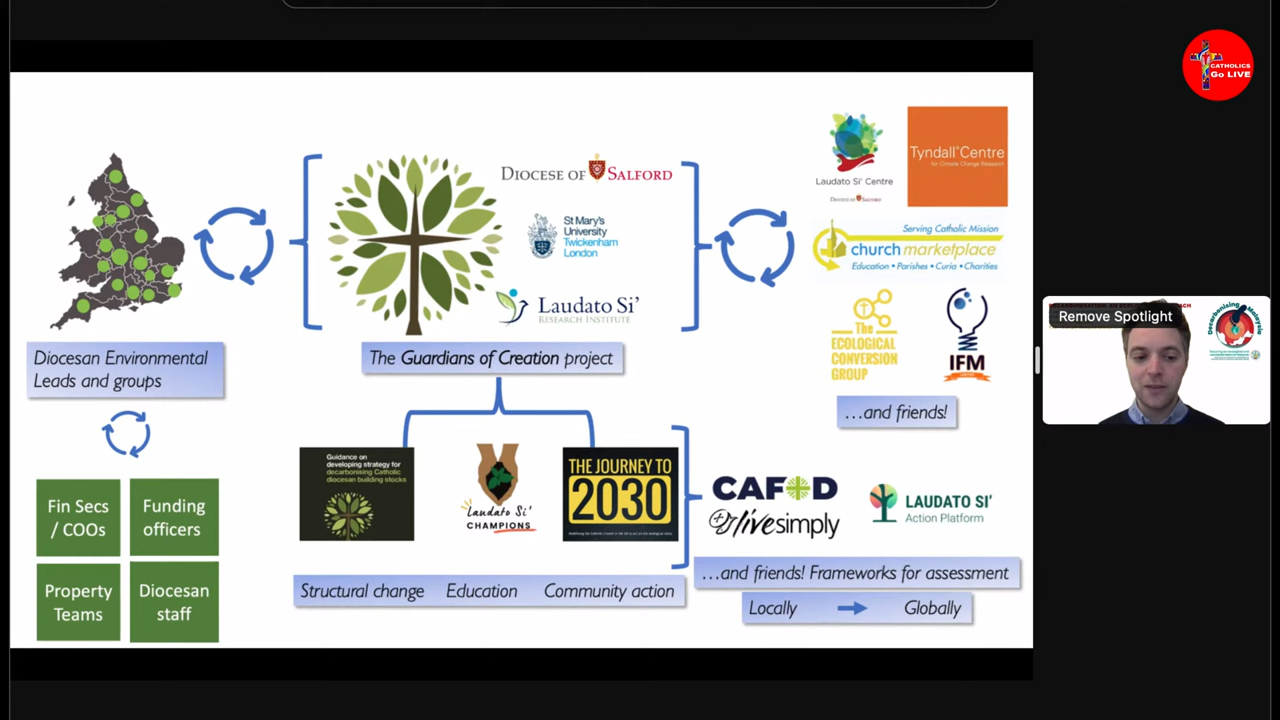 CATHOLICS
Go LIVE
DIOCESE OF SALFORD
St Mary's
University
Twickenham
London
Laudato Si'
RESEARCH INSTITUTE
Laudato Si' Centre
DIOCESE OF SALFORD
Tyndall°Centre
for Climate Change Research
Serving Catholic Mission
church marketplace
Education • Parishes • Curia • Charities
The
ECOLOGICAL
CONVERSION
GROUP
IFM
…and friends!
Diocesan Environmental
Leads and groups
The Guardians of Creation project
Remove Spotlight
Decarbonising Malaysia
Fin Secs
/ COOs
Funding
officers
Property
Teams
Diocesan
staff
Guidance on
developing strategy for
decarbonising Catholic
diocesan building stocks
Laudato Si'
CHAMPIONS
THE JOURNEY TO
2030
CAFOD
livesimply
LAUDATO SI'
Action Platform
Structural change Education Community action
…and friends! Frameworks for assessment
Locally Globally